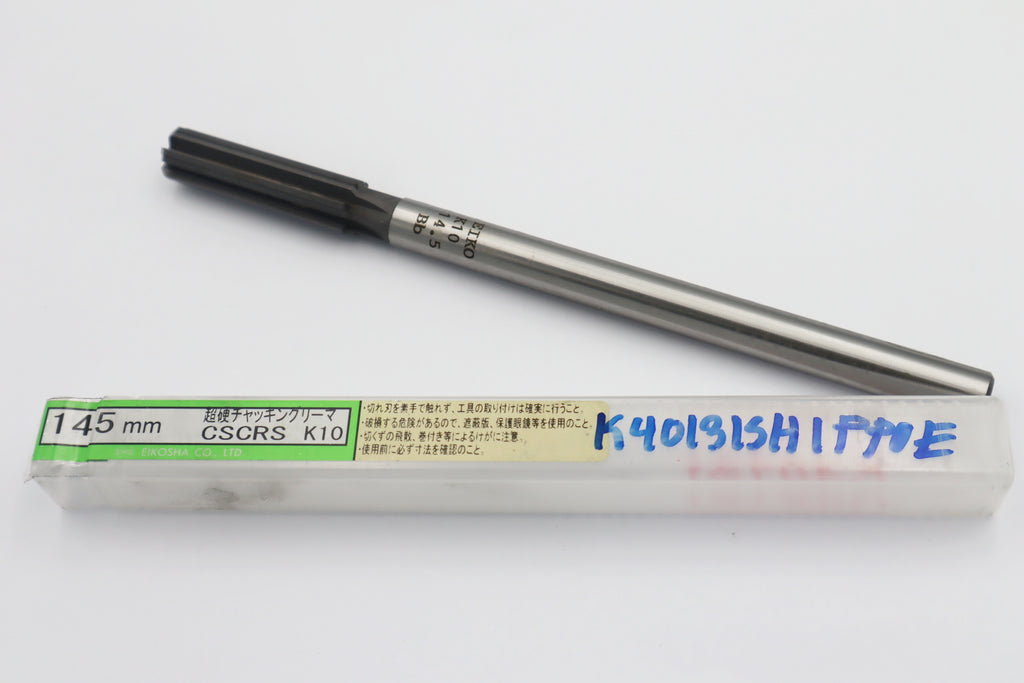 EIKO
K10
14.5
Bb
145 mm
超硬チャッキングリーマ
CSCRS K10
EIKOSHA CO., LTD.
・切れ刃を素手で触れず、工具の取り付けは確実に行うこと。
・破損する危険があるので、遮蔽版、保護眼鏡等を使用のこと。
・切くずの飛散、巻付き等によるけがに注意。
・使用前に必ず寸法を確認のこと。